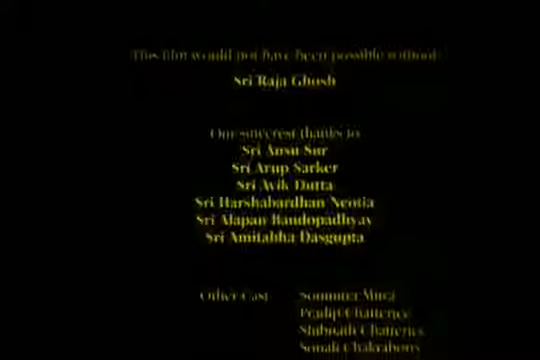 This film would not have been possible without
Sri Raja Ghosh
Our sincerest thanks to
Sri Ansu Sur
Sri Arup Sarker
Sri Avik Dutta
Sri Harshabardhan Neotia
Sri Alapan Bandopadhyay
Sri Amitabha Dasgupta
Other Cast
Pradip Chatterjee
Shibnath Chatterjee
Sonali Chakraborty